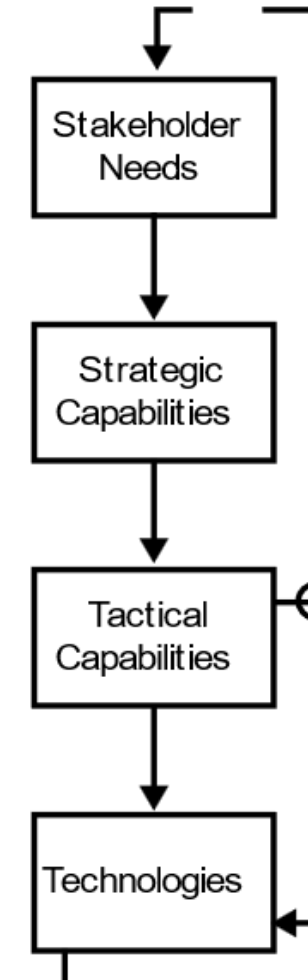 Stakeholder
Needs
Strategic
Capabilities
Tactical
Capabilities
Technologies